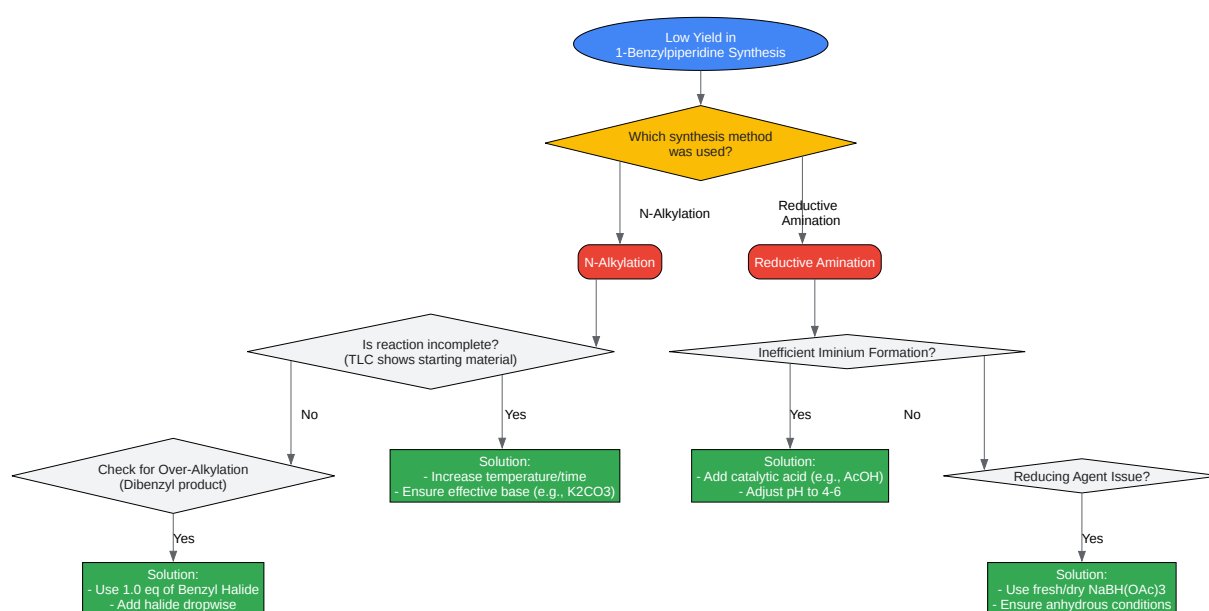 Low Yield in
1-Benzylpiperidine Synthesis
Which synthesis method
was used?
N-Alkylation
Reductive
Amination
N-Alkylation
Reductive Amination
Is reaction incomplete?
(TLC shows starting material)
Inefficient Iminium Formation?
No
Yes
Yes
No
Check for Over-Alkylation
(Dibenzyl product)
Solution:
- Increase temperature/time
- Ensure effective base (e.g., K2CO3)
Solution:
- Add catalytic acid (e.g., AcOH)
- Adjust pH to 4-6
Reducing Agent Issue?
Yes
Yes
Solution:
- Use 1.0 eq of Benzyl Halide
- Add halide dropwise
Solution:
- Use fresh/dry NaBH(OAc)3
- Ensure anhydrous conditions